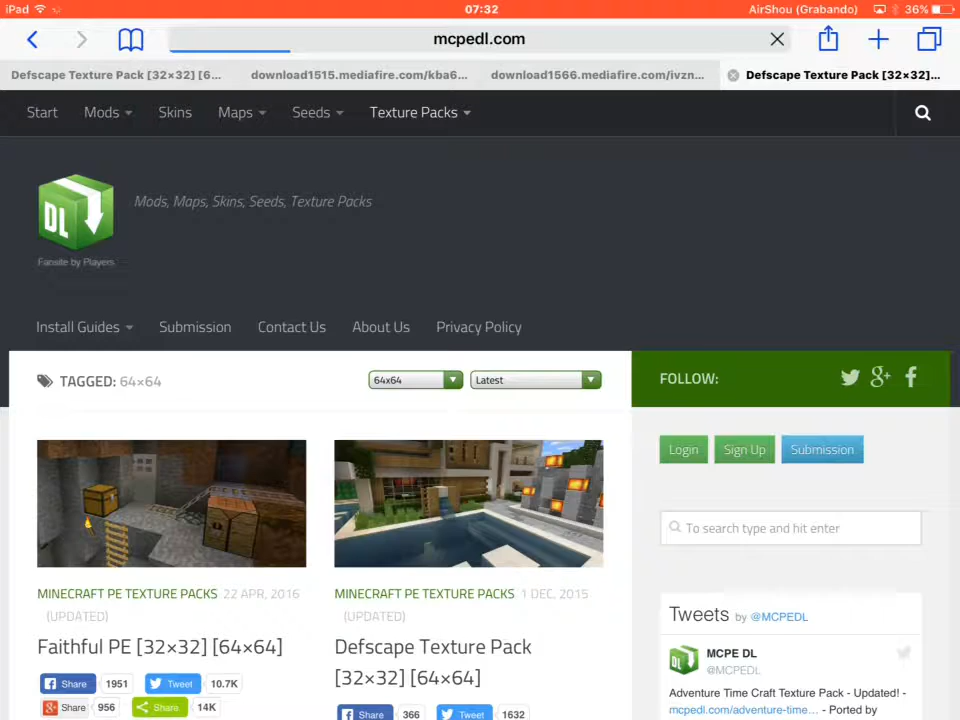 iPad 07:32 AirShou (Grabando) 36%
mcpedl.com
Defscape Texture Pack [32×32] [6... download1515.mediafire.com/kba6... download1566.mediafire.com/ivzn... Defscape Texture Pack [32×32]...
Start Mods Skins Maps Seeds Texture Packs
DL
Mods, Maps, Skins, Seeds, Texture Packs
Fansite by Players
Install Guides Submission Contact Us About Us Privacy Policy
TAGGED: 64×64 64x64 Latest FOLLOW:
Login Sign Up Submission
To search type and hit enter
MINECRAFT PE TEXTURE PACKS 22 APR, 2016
(UPDATED)
Faithful PE [32×32] [64×64]
Share 1951 Tweet 10.7K
Share 956 Share 14K
MINECRAFT PE TEXTURE PACKS 1 DEC, 2015
(UPDATED)
Defscape Texture Pack
[32×32] [64×64]
Share 366 Tweet 1632
Tweets by @MCPEDL
MCPE DL
@MCPEDL
Adventure Time Craft Texture Pack - Updated! -
mcpedl.com/adventure-time... - Ported by